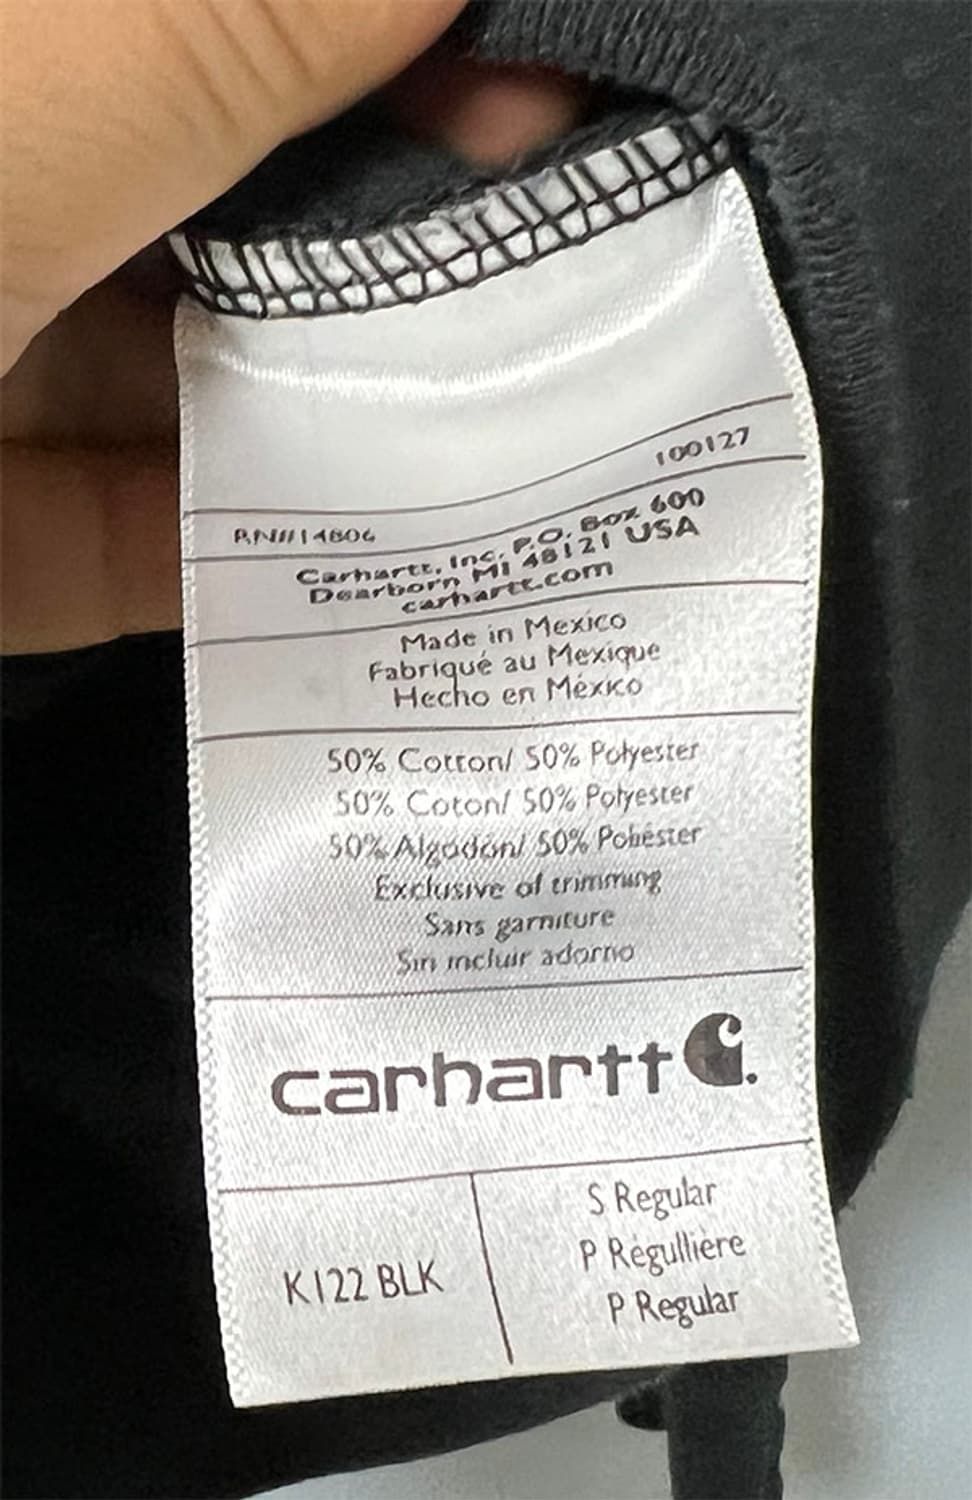 100127
RN#14806
Carhartt, Inc. P.O. Box 600
Dearborn MI 48121 USA
carhartt.com
Made in Mexico
Fabriqué au Mexique
Hecho en México
50% Cotton/ 50% Polyester
50% Coton/ 50% Polyester
50% Algodón/ 50% Poliéster
Exclusive of trimming
Sans garniture
Sin incluir adorno
carhartt
K122 BLK
S Regular
P Régullière
P Regular